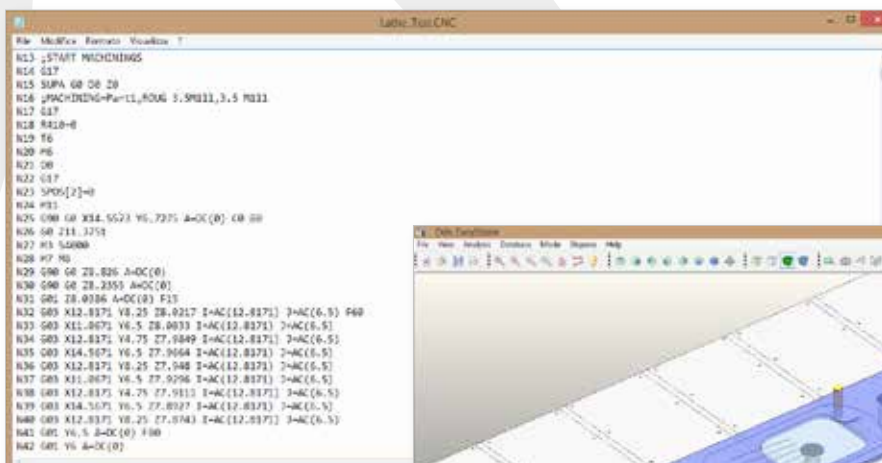 Lathe Test CNC
File Modifica Formato Visualizza ?
N13 ;START MACHININGS
N14 G17
N15 SUPA G0 D0 Z0
N16 ;MACHINING=Part1,ROUG 3.5M111,3.5 M111
N17 G17
N18 R410=0
N19 T6
N20 M6
N21 D0
N22 G17
N23 SPOS[2]=0
N24 M11
N25 G90 G0 X14.5523 Y6.7275 A=DC(0) C0 B0
N26 G0 Z11.3251
N27 M3 S4000
N28 M7 M8
N29 G90 G0 Z8.826 A=DC(0)
N30 G90 G0 Z8.2353 A=DC(0)
N31 G01 Z8.0386 A=DC(0) F15
N32 G03 X12.8171 Y8.25 Z8.0217 I=AC(12.8171) J=AC(6.5) F60
N33 G03 X11.0671 Y6.5 Z8.0033 I=AC(12.8171) J=AC(6.5)
N34 G03 X12.8171 Y4.75 Z7.9849 I=AC(12.8171) J=AC(6.5)
N35 G03 X14.5671 Y6.5 Z7.9664 I=AC(12.8171) J=AC(6.5)
N36 G03 X12.8171 Y8.25 Z7.948 I=AC(12.8171) J=AC(6.5)
N37 G03 X11.0671 Y6.5 Z7.9296 I=AC(12.8171) J=AC(6.5)
N38 G03 X12.8171 Y4.75 Z7.9111 I=AC(12.8171) J=AC(6.5)
N39 G03 X14.5671 Y6.5 Z7.8927 I=AC(12.8171) J=AC(6.5)
N40 G03 X12.8171 Y8.25 Z7.8743 I=AC(12.8171) J=AC(6.5)
N41 G01 Y6.5 A=DC(0) F80
N42 G01 Y6 A=DC(0)
File View Analysis Database Mode Options Help